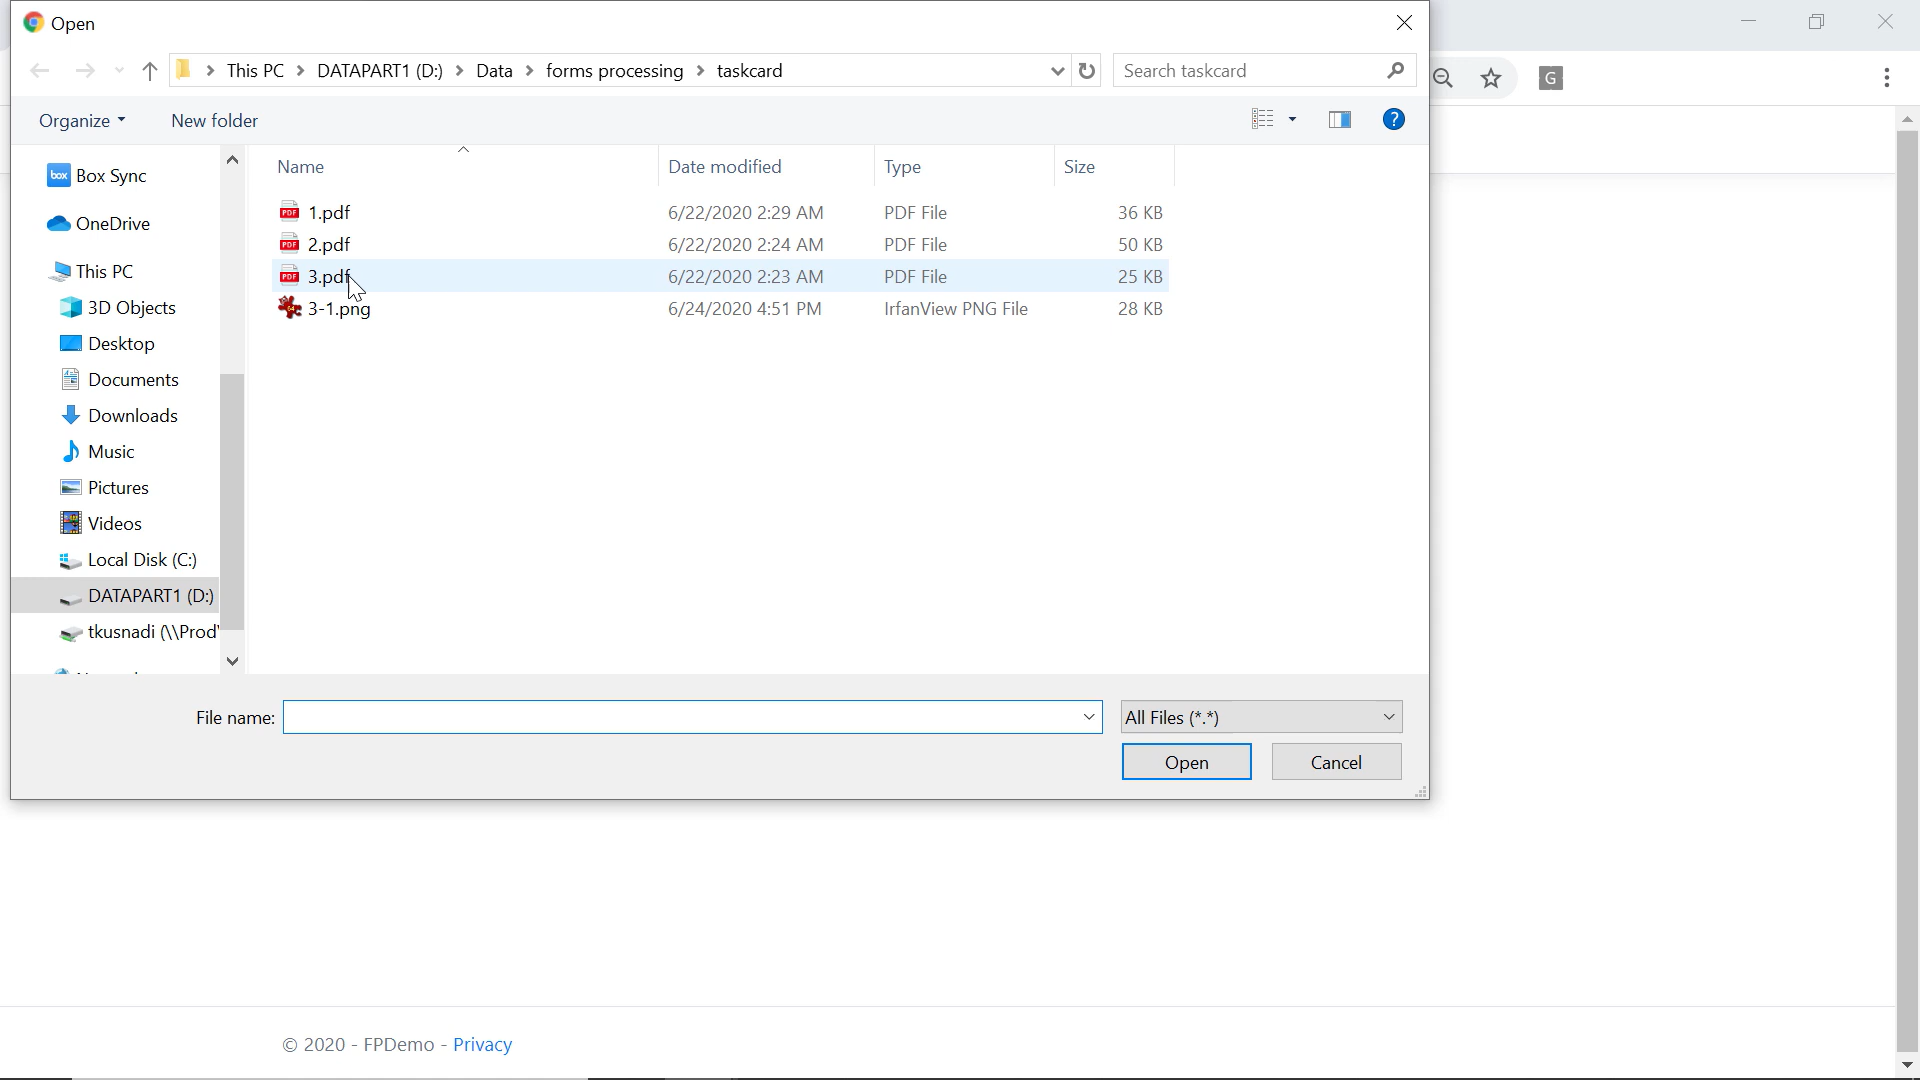 Open
This PC > DATAPART1 (D:) > Data > forms processing > taskcard
Search taskcard
G
Organize
New folder
?
Name
Date modified
Type
Size
box Box Sync
OneDrive
This PC
3D Objects
Desktop
Documents
Downloads
Music
Pictures
Videos
Local Disk (C:)
DATAPART1 (D:)
tkusnadi (\\Prod
PDF 1.pdf 6/22/2020 2:29 AM PDF File 36 KB
PDF 2.pdf 6/22/2020 2:24 AM PDF File 50 KB
PDF 3.pdf 6/22/2020 2:23 AM PDF File 25 KB
3-1.png 6/24/2020 4:51 PM IrfanView PNG File 28 KB
File name:
All Files (*.*)
Open
Cancel
© 2020 - FPDemo - Privacy